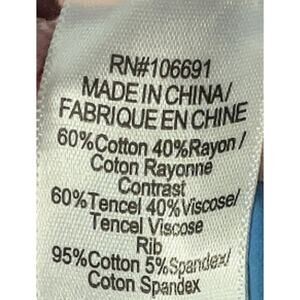 RN#106691
MADE IN CHINA/
FABRIQUE EN CHINE
60%Cotton 40%Rayon /
Coton Rayonne
Contrast
60%Tencel 40%Viscose/
Tencel Viscose
Rib
95%Cotton 5%Spandex/
Coton Spandex